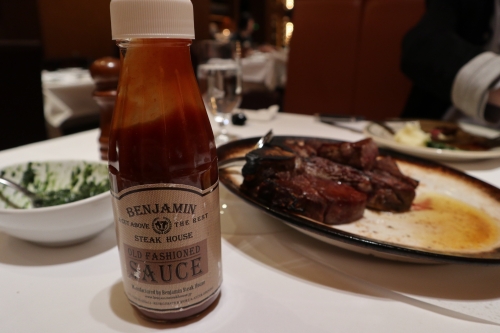 BENJAMIN
A CUT ABOVE THE REST
STEAK HOUSE
OLD FASHIONED
SAUCE